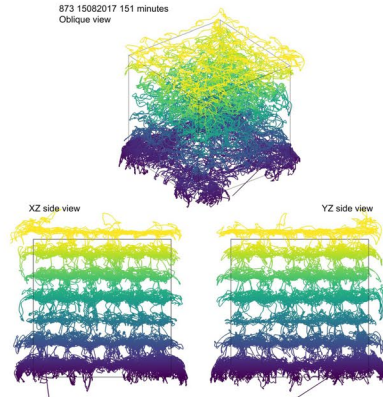 873 15082017 151 minutes
Oblique view
XZ side view
YZ side view